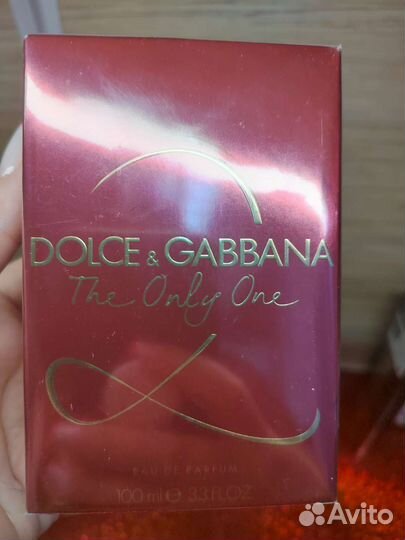 DOLCE & GABBANA
The Only One
EAU DE PARFUM
100 ml ℮ 3.3 FL.OZ
Avito